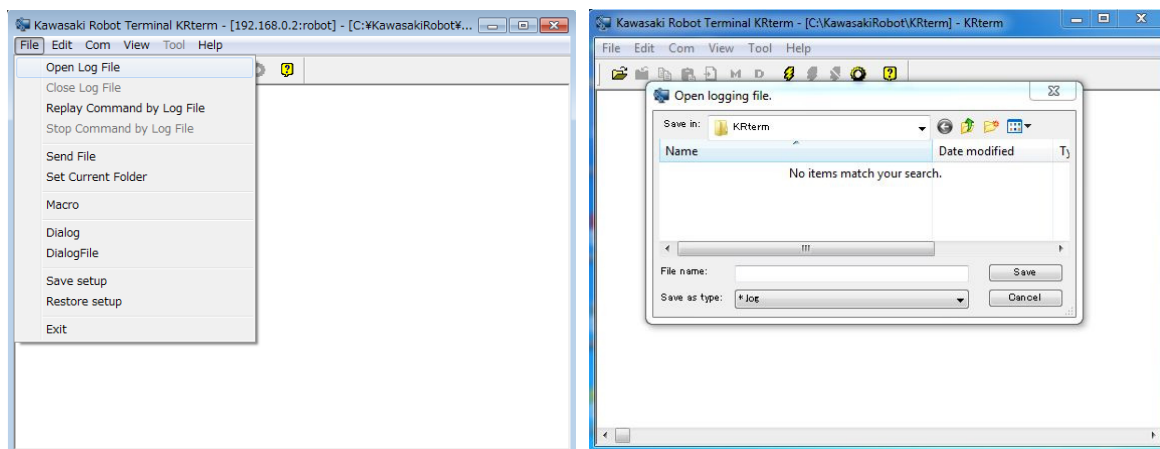 Kawasaki Robot Terminal KRterm - [192.168.0.2:robot] - [C:¥KawasakiRobot¥...
File Edit Com View Tool Help
Open Log File
Close Log File
Replay Command by Log File
Stop Command by Log File
Send File
Set Current Folder
Macro
Dialog
DialogFile
Save setup
Restore setup
Exit
Kawasaki Robot Terminal KRterm - [C:\KawasakiRobot\KRterm] - KRterm
File Edit Com View Tool Help
M D
Open logging file.
Save in: KRterm
Name Date modified Ty
No items match your search.
File name: Save
Save as type: *.log Cancel